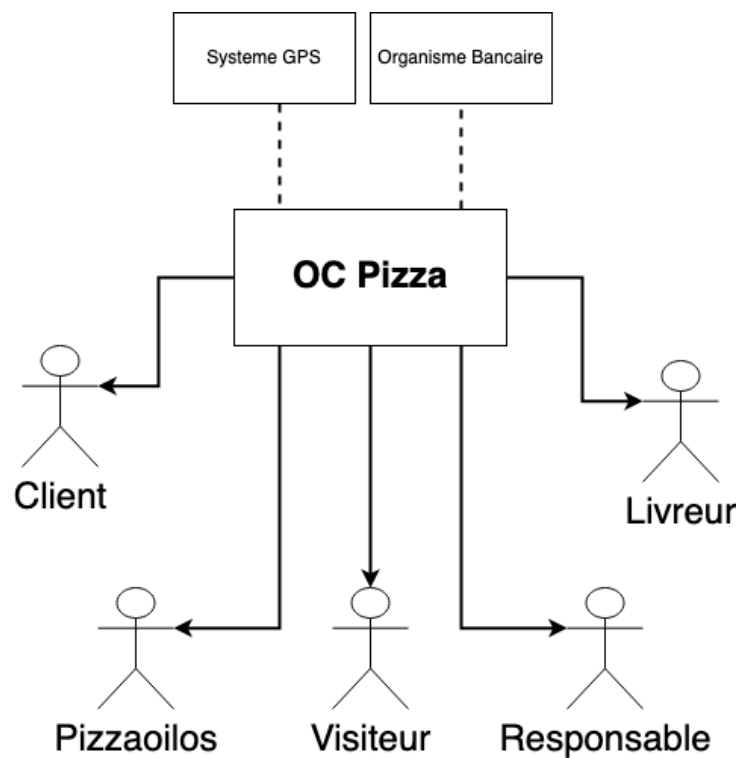 Systeme GPS
Organisme Bancaire
OC Pizza
Client
Livreur
Pizzaoilos
Visiteur
Responsable